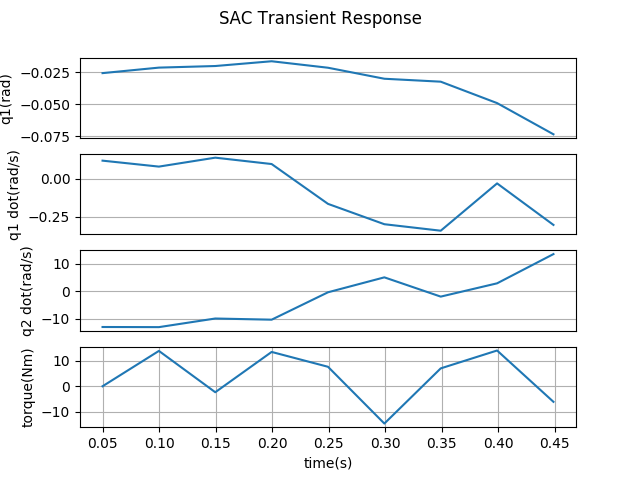 SAC Transient Response
q1(rad)
−0.025
−0.050
−0.075
q1 dot(rad/s)
0.00
−0.25
q2 dot(rad/s)
10
0
−10
torque(Nm)
10
0
−10
0.05 0.10 0.15 0.20 0.25 0.30 0.35 0.40 0.45
time(s)